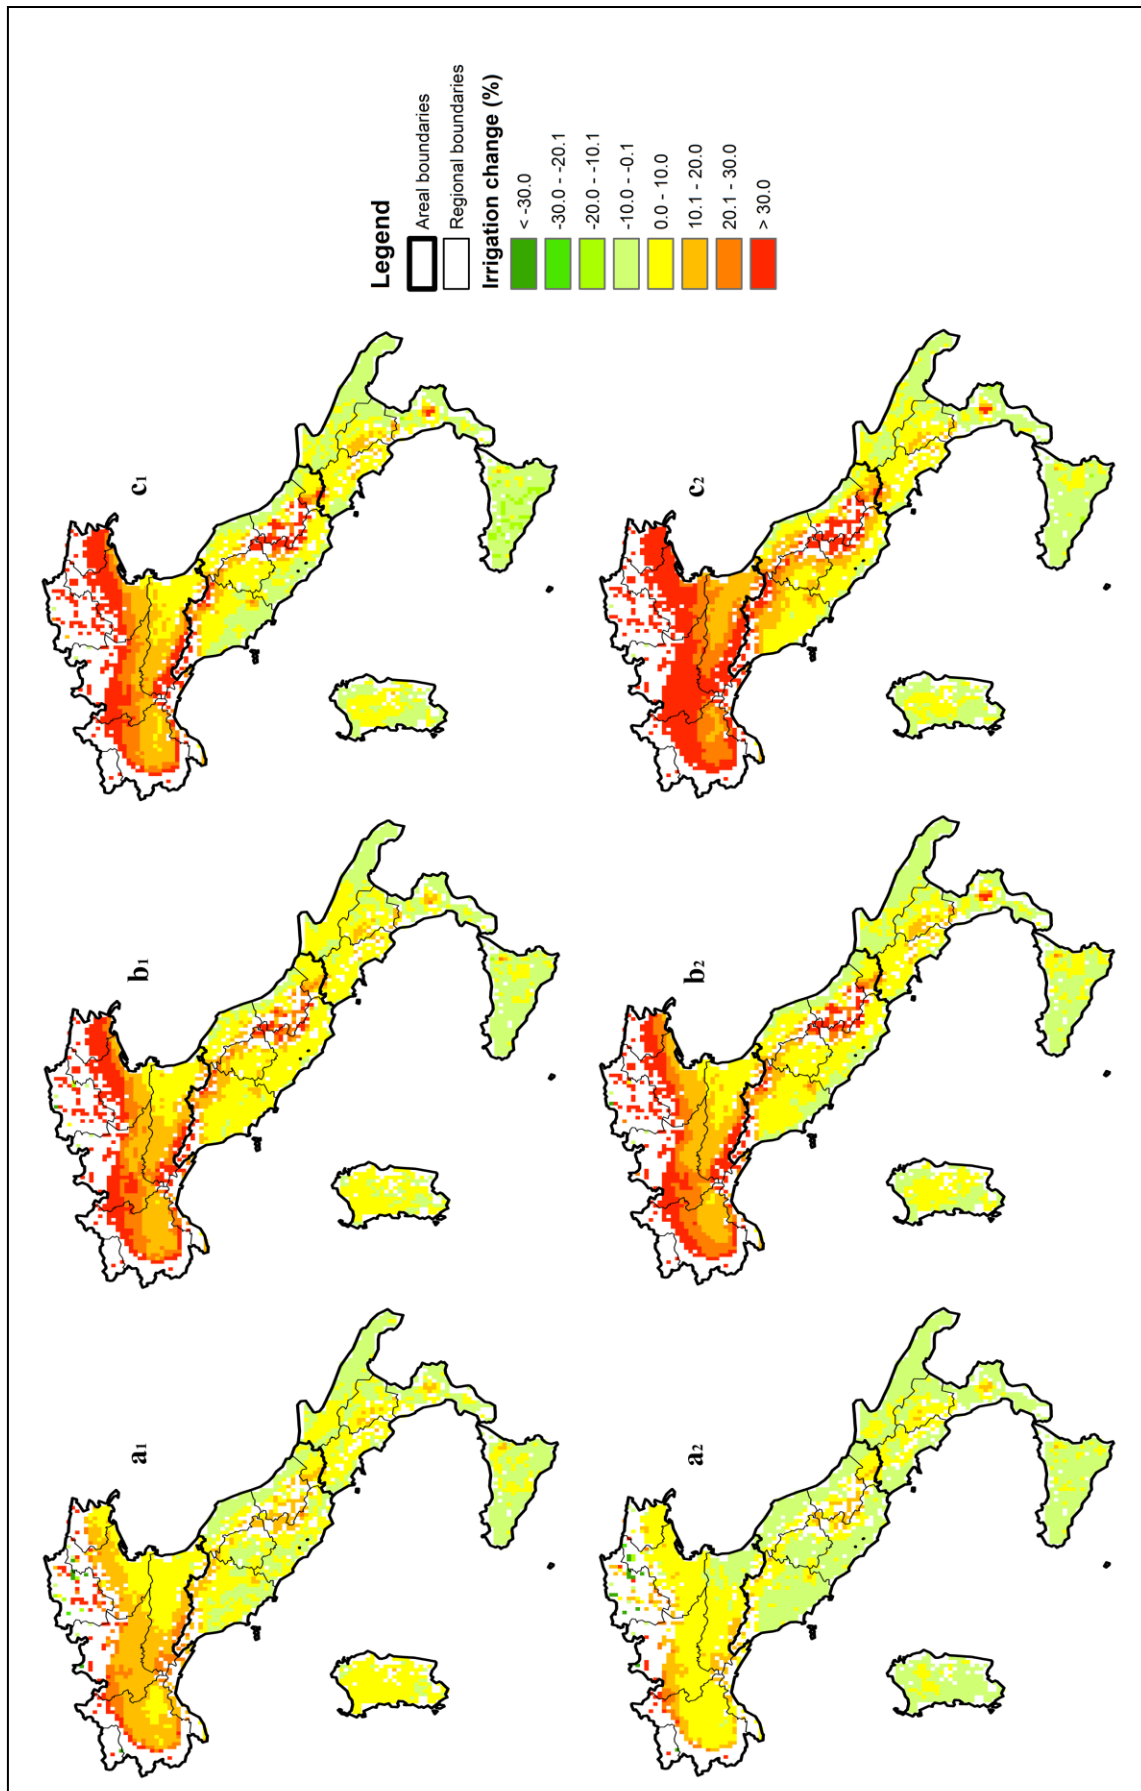 a1
b1
c1
a2
b2
c2
Legend
Areal boundaries
Regional boundaries
Irrigation change (%)
< -30.0
-30.0 - -20.1
-20.0 - -10.1
-10.0 - -0.1
0.0 - 10.0
10.1 - 20.0
20.1 - 30.0
> 30.0